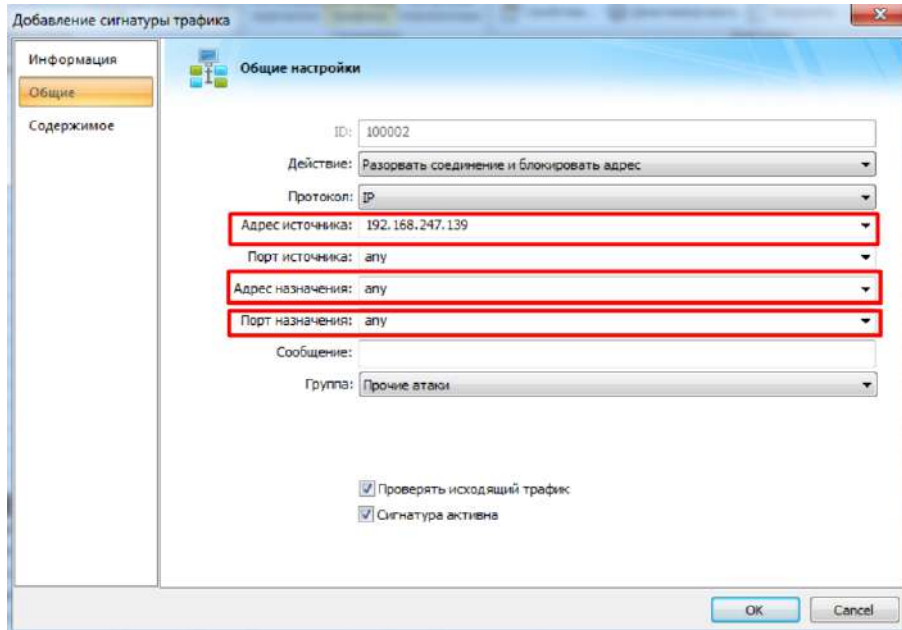 Добавление сигнатуры трафика
Информация
Общие
Содержимое
Общие настройки
ID: 100002
Действие: Разорвать соединение и блокировать адрес
Протокол: IP
Адрес источника: 192.168.247.139
Порт источника: any
Адрес назначения: any
Порт назначения: any
Сообщение:
Группа: Прочие атаки
Проверять исходящий трафик
Сигнатура активна
OK
Cancel